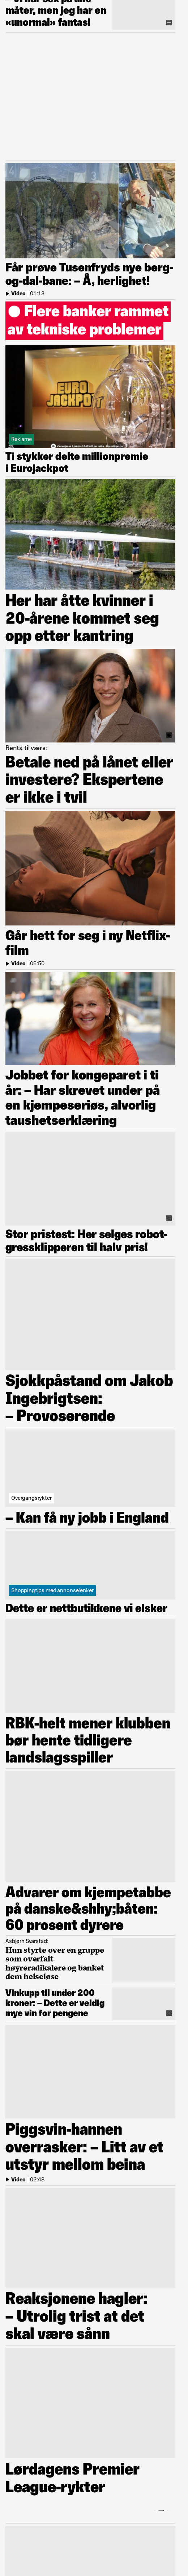 måter, men jeg har en
«unormal» fantasi
Får prøve Tusenfryds nye berg-
og-dal-bane: – Å, herlighet!
Video | 01:13
Flere banker rammet
av tekniske problemer
EURO
JACKPOT
Reklame
Ti stykker delte millionpremie
i Eurojackpot
Her har åtte kvinner i
20-årene kommet seg
opp etter kantring
Renta til værs:
Betale ned på lånet eller
investere? Ekspertene
er ikke i tvil
Går hett for seg i ny Netflix-
film
Video | 06:50
Jobbet for kongeparet i ti
år: – Har skrevet under på
en kjempeseriøs, alvorlig
taushetserklæring
Stor pristest: Her selges robot-
gressklipperen til halv pris!
Sjokkpåstand om Jakob
Ingebrigtsen:
– Provoserende
Overgangsrykter
– Kan få ny jobb i England
Shoppingtips med annonselenker
Dette er nettbutikkene vi elsker
RBK-helt mener klubben
bør hente tidligere
landslagsspiller
Advarer om kjempetabbe
på danske&shhy;båten:
60 prosent dyrere
Asbjørn Svarstad:
Hun styrte over en gruppe
som overfalt
høyreradikalere og banket
dem helseløse
Vinkupp til under 200
kroner: – Dette er veldig
nye vin for pengene
Piggsvin-hannen
overrasker: – Litt av et
utstyr mellom beina
Video | 02:48
Reaksjonene hagler:
– Utrolig trist at det
skal være sånn
Lørdagens Premier
League-rykter